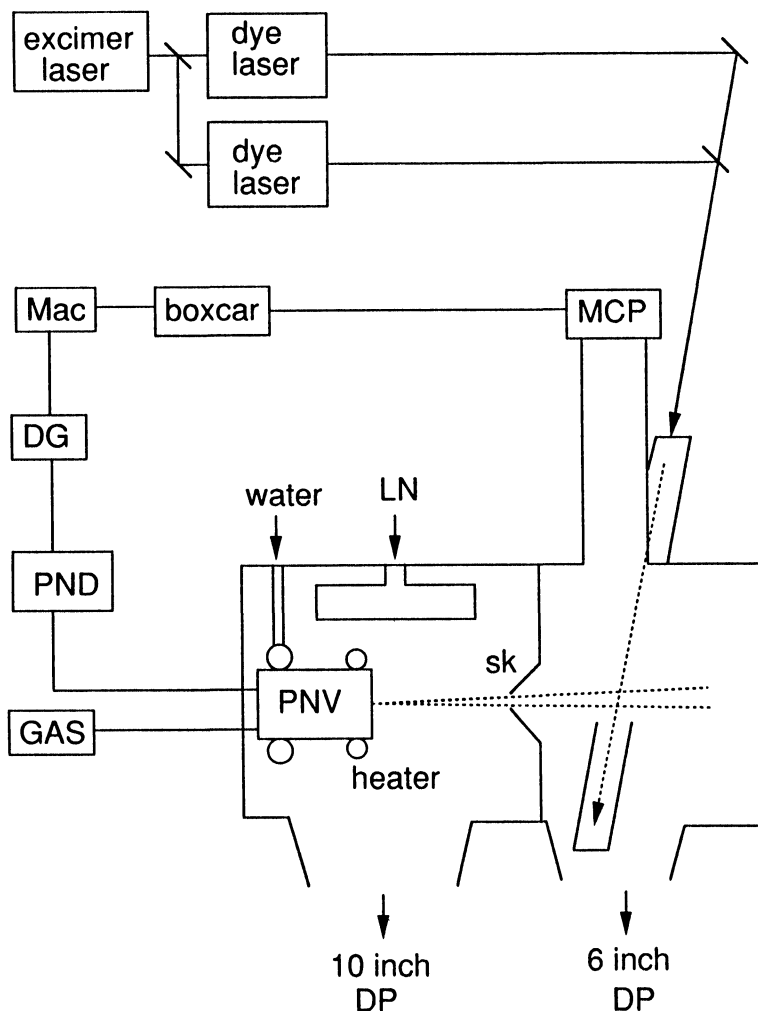 excimer
laser
dye
laser
dye
laser
Mac
boxcar
MCP
DG
water
LN
PND
sk
PNV
GAS
heater
10 inch
DP
6 inch
DP